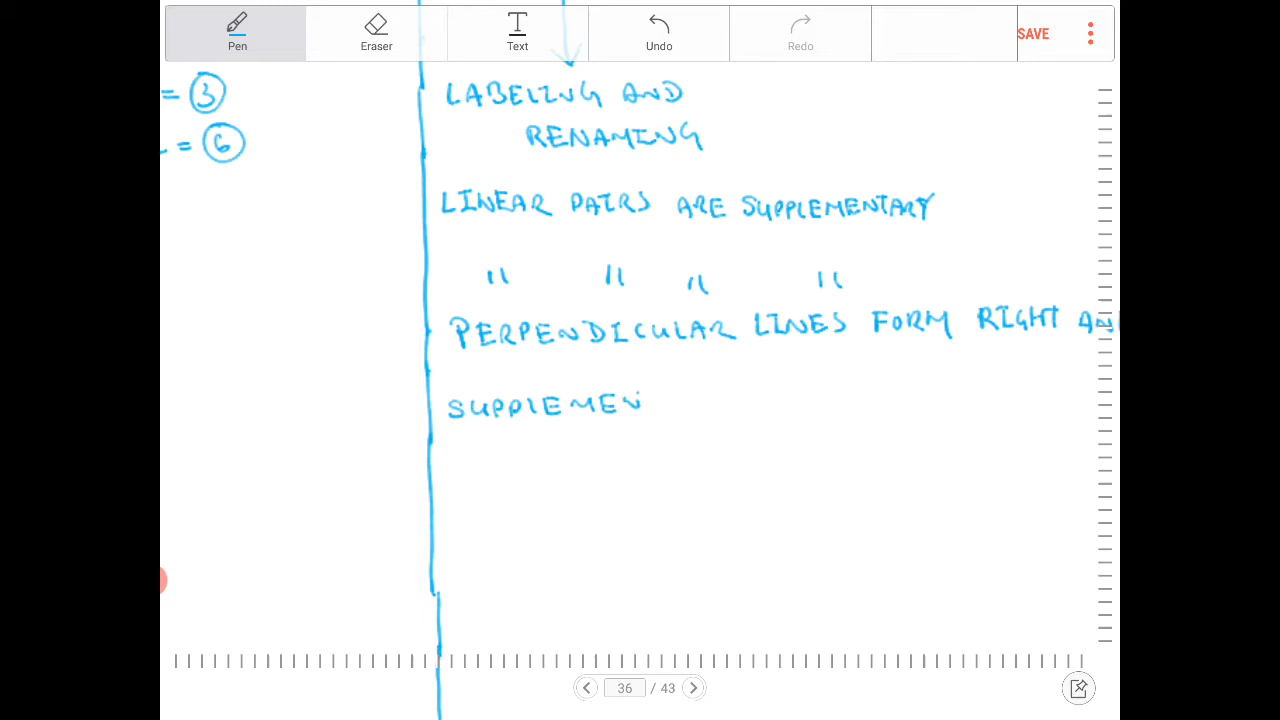 Pen Eraser Text Undo Redo SAVE
= 3
LABELING AND
RENAMING
= 6
LINEAR PAIRS ARE SUPPLEMENTARY
" " " "
PERPENDICULAR LINES FORM RIGHT AN
SUPPLEMEN
36 / 43